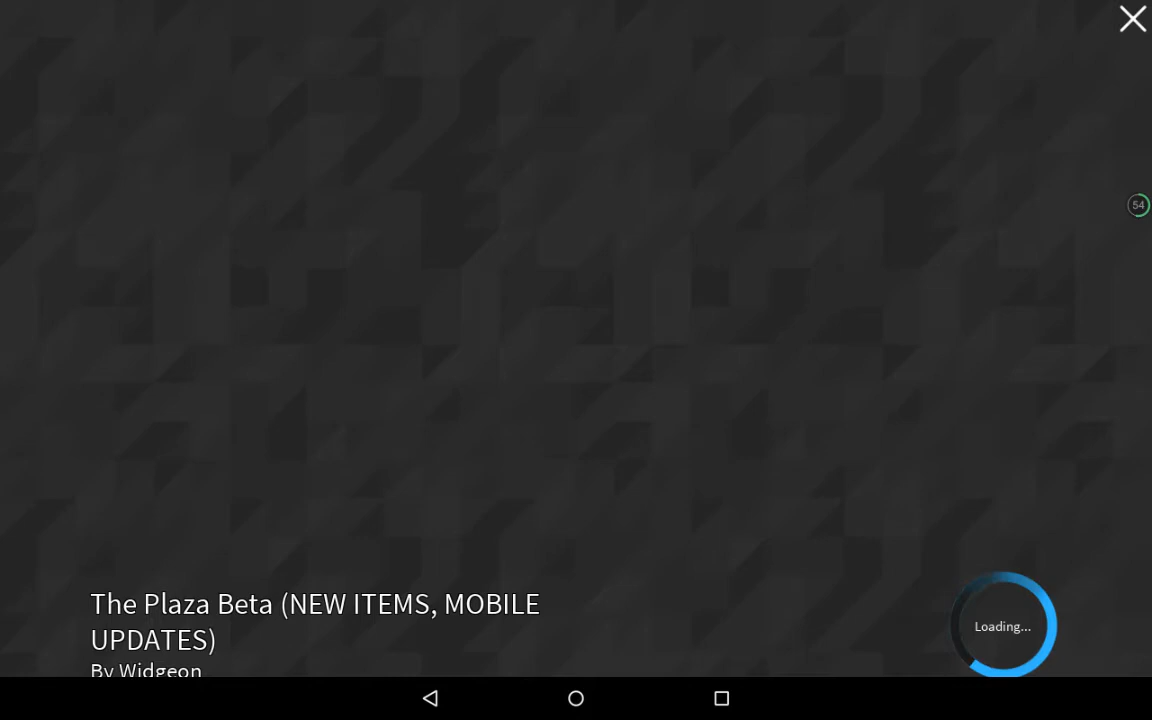 54
The Plaza Beta (NEW ITEMS, MOBILE
UPDATES)
By Widgeon
Loading...